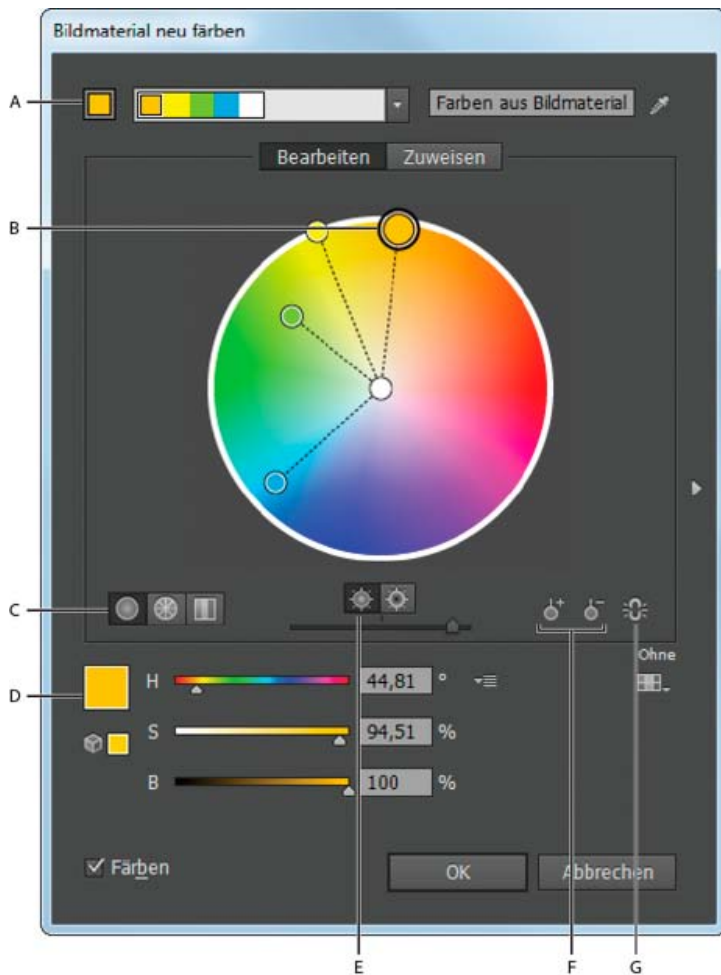 Bildmaterial neu färben
A
Farben aus Bildmaterial
Bearbeiten Zuweisen
B
C
Ohne
D
H 44,81 °
S 94,51 %
B 100 %
Färben
OK
Abbrechen
E F G